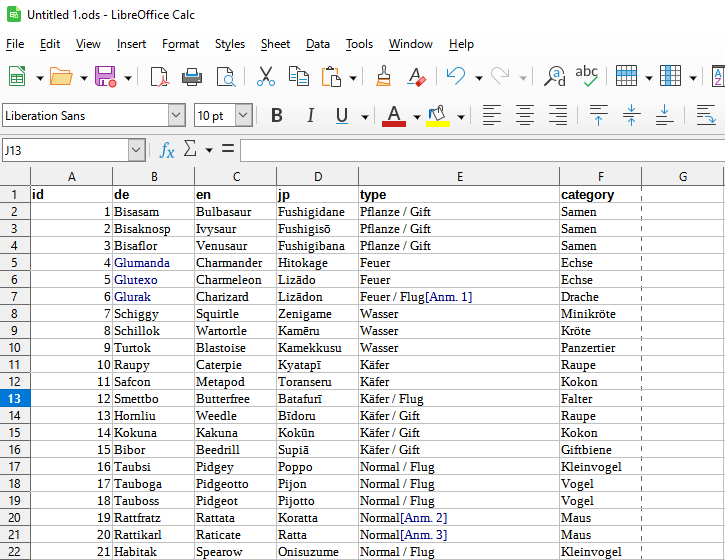 Untitled 1.ods - LibreOffice Calc
File Edit View Insert Format Styles Sheet Data Tools Window Help
abc A
Liberation Sans 10 pt B I U A
J13 fx Σ =
A B C D E F G
1 id de en jp type category
2 1 Bisasam Bulbasaur Fushigidane Pflanze / Gift Samen
3 2 Bisaknosp Ivysaur Fushigisō Pflanze / Gift Samen
4 3 Bisaflor Venusaur Fushigibana Pflanze / Gift Samen
5 4 Glumanda Charmander Hitokage Feuer Echse
6 5 Glutexo Charmeleon Lizādo Feuer Echse
7 6 Glurak Charizard Lizādon Feuer / Flug[Anm. 1] Drache
8 7 Schiggy Squirtle Zenigame Wasser Minikröte
9 8 Schillok Wartortle Kamēru Wasser Kröte
10 9 Turtok Blastoise Kamekkusu Wasser Panzertier
11 10 Raupy Caterpie Kyatapī Käfer Raupe
12 11 Safcon Metapod Toranseru Käfer Kokon
13 12 Smettbo Butterfree Batafurī Käfer / Flug Falter
14 13 Hornliu Weedle Bīdoru Käfer / Gift Raupe
15 14 Kokuna Kakuna Kokūn Käfer / Gift Kokon
16 15 Bibor Beedrill Supiā Käfer / Gift Giftbiene
17 16 Taubsi Pidgey Poppo Normal / Flug Kleinvogel
18 17 Tauboga Pidgeotto Pijon Normal / Flug Vogel
19 18 Tauboss Pidgeot Pijotto Normal / Flug Vogel
20 19 Rattfratz Rattata Koratta Normal[Anm. 2] Maus
21 20 Rattikarl Raticate Ratta Normal[Anm. 3] Maus
22 21 Habitak Spearow Onisuzume Normal / Flug Kleinvogel